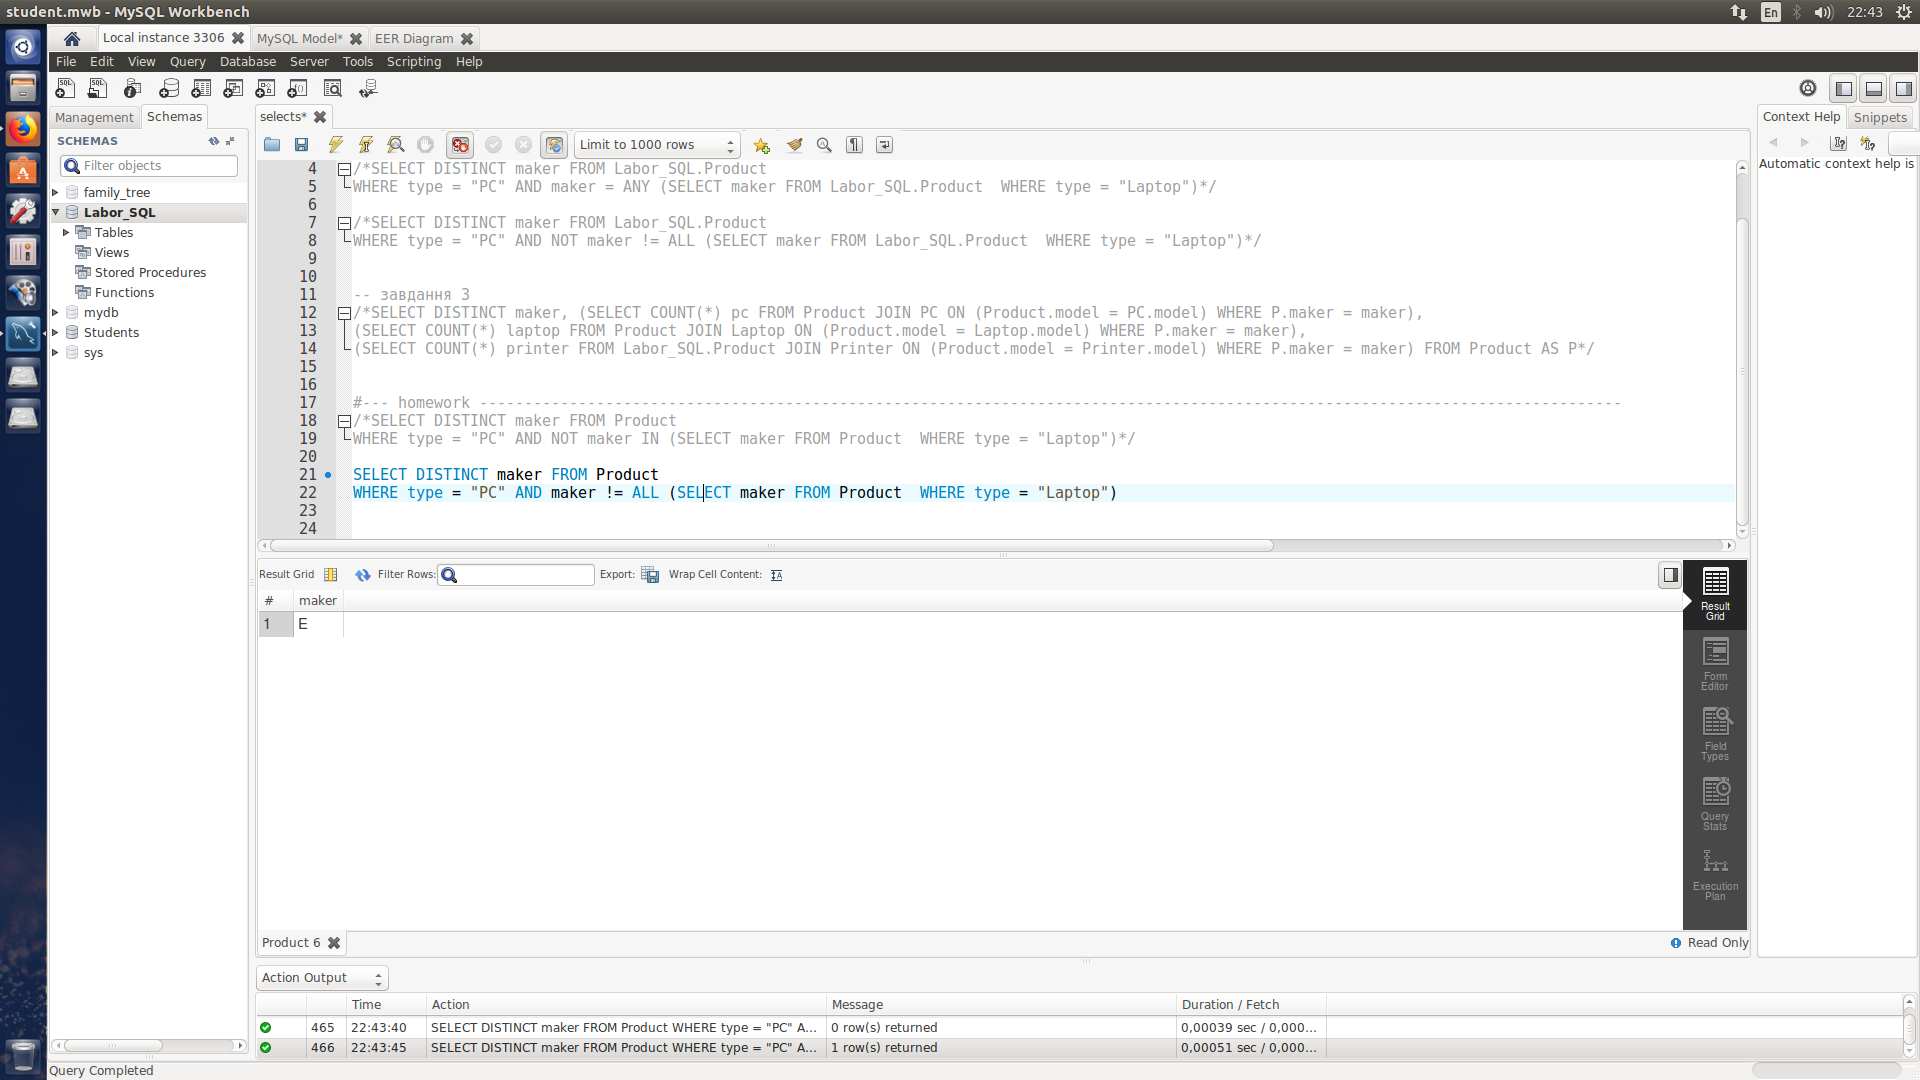 student.mwb - MySQL Workbench
En
22:43
Local instance 3306
MySQL Model*
EER Diagram
File Edit View Query Database Server Tools Scripting Help
Management
Schemas
selects*
Context Help
Snippets
SCHEMAS
Filter objects
family_tree
Labor_SQL
Tables
Views
Stored Procedures
Functions
mydb
Students
sys
Limit to 1000 rows
Automatic context help is
4 /*SELECT DISTINCT maker FROM Labor_SQL.Product
5 WHERE type = "PC" AND maker = ANY (SELECT maker FROM Labor_SQL.Product  WHERE type = "Laptop")*/
6
7 /*SELECT DISTINCT maker FROM Labor_SQL.Product
8 WHERE type = "PC" AND NOT maker != ALL (SELECT maker FROM Labor_SQL.Product  WHERE type = "Laptop")*/
9
10
11 -- завдання 3
12 /*SELECT DISTINCT maker, (SELECT COUNT(*) pc FROM Product JOIN PC ON (Product.model = PC.model) WHERE P.maker = maker),
13 (SELECT COUNT(*) laptop FROM Product JOIN Laptop ON (Product.model = Laptop.model) WHERE P.maker = maker),
14 (SELECT COUNT(*) printer FROM Labor_SQL.Product JOIN Printer ON (Product.model = Printer.model) WHERE P.maker = maker) FROM Product AS P*/
15
16
17 #--- homework -------------------------------------------------------------------------------------------------------------------------------
18 /*SELECT DISTINCT maker FROM Product
19 WHERE type = "PC" AND NOT maker IN (SELECT maker FROM Product  WHERE type = "Laptop")*/
20
21 SELECT DISTINCT maker FROM Product
22 WHERE type = "PC" AND maker != ALL (SELECT maker FROM Product  WHERE type = "Laptop")
23
24
Result Grid
Filter Rows:
Export:
Wrap Cell Content:
# maker
1 E
Result Grid
Form Editor
Field Types
Query Stats
Execution Plan
Product 6
Read Only
Action Output
Time Action Message Duration / Fetch
465 22:43:40 SELECT DISTINCT maker FROM Product WHERE type = "PC" A... 0 row(s) returned 0,00039 sec / 0,000...
466 22:43:45 SELECT DISTINCT maker FROM Product WHERE type = "PC" A... 1 row(s) returned 0,00051 sec / 0,000...
Query Completed